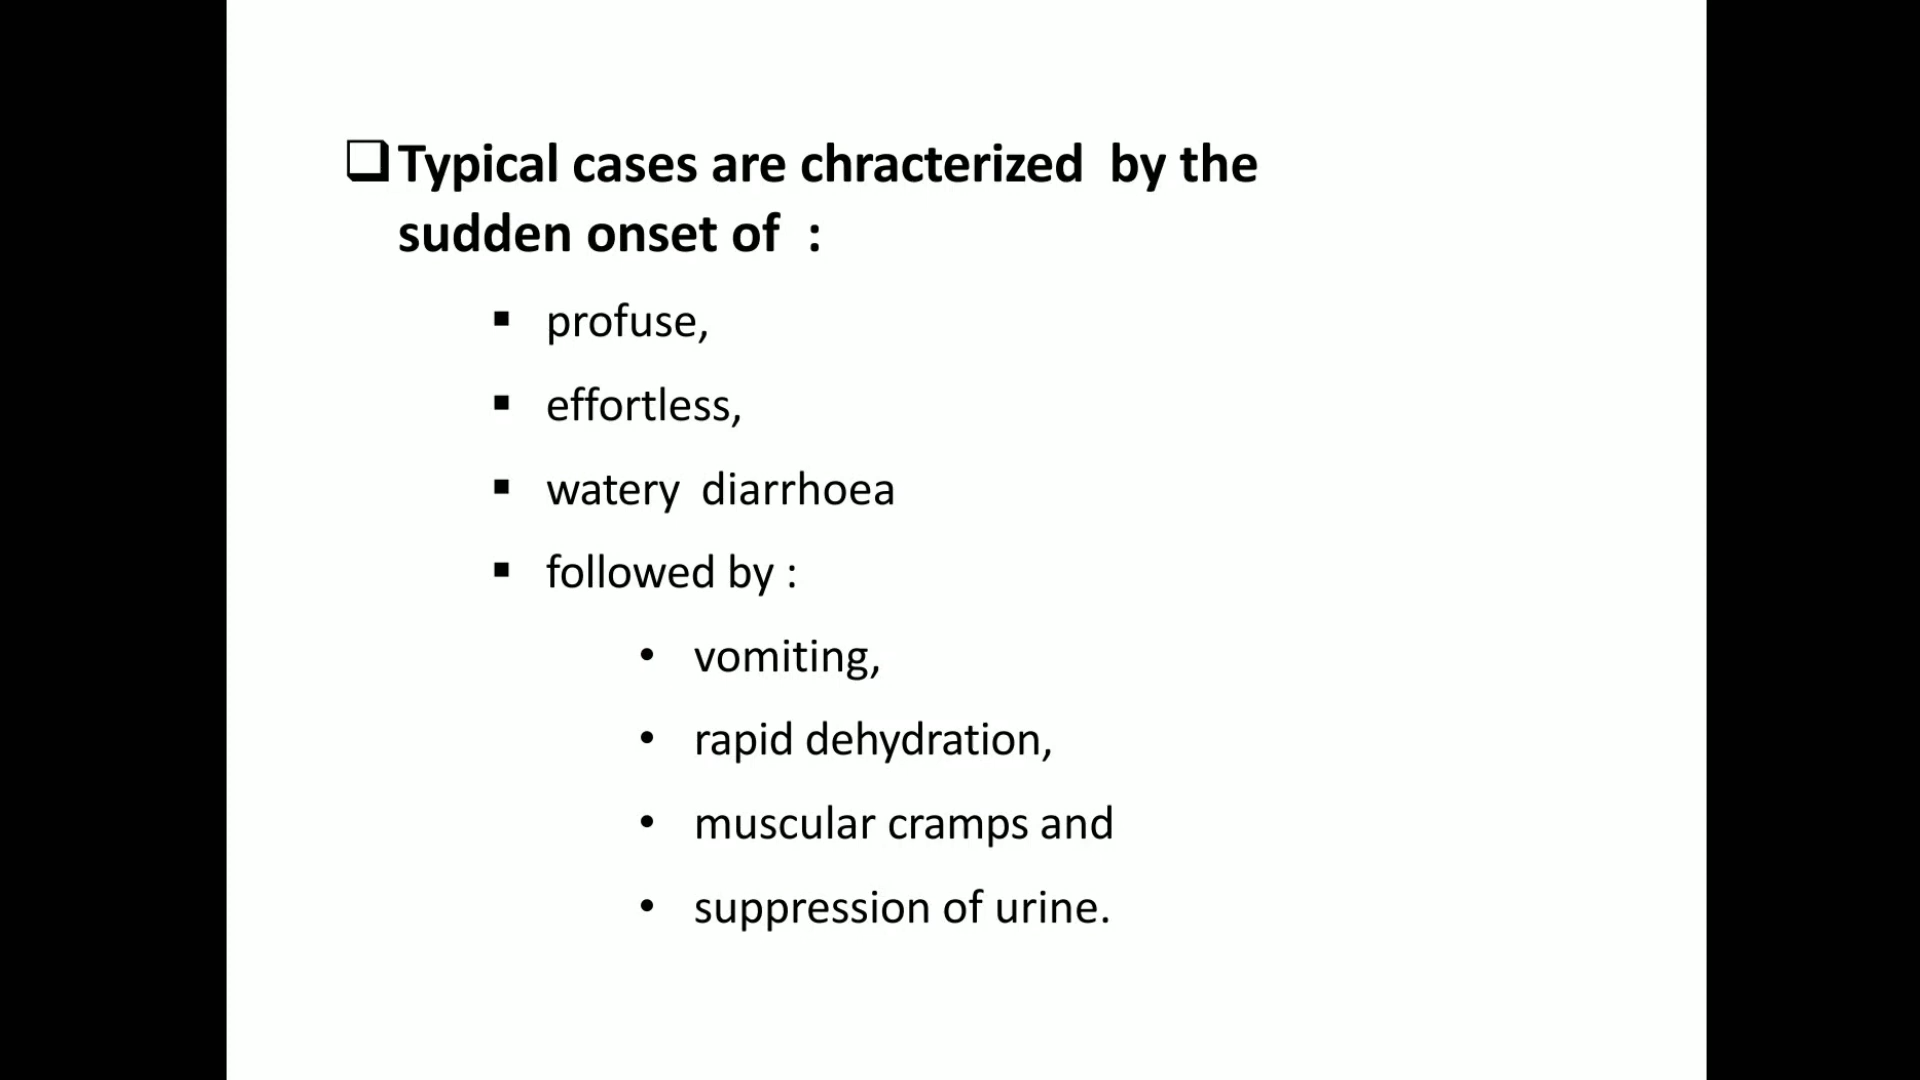 ❑Typical cases are chracterized by the
sudden onset of :
▪ profuse,
▪ effortless,
▪ watery diarrhoea
▪ followed by :
• vomiting,
• rapid dehydration,
• muscular cramps and
• suppression of urine.